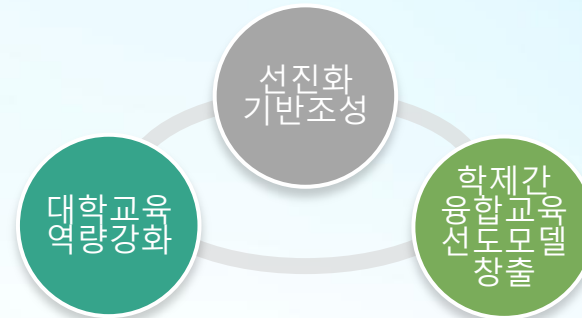 선진화
기반조성
대학교육
역량강화
학제간
융합교육
선도모델
창출